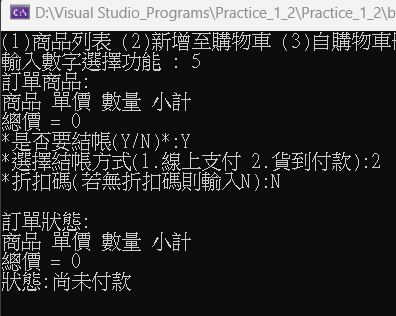 D:\Visual Studio_Programs\Practice_1_2\Practice_1_2\b
(1)商品列表 (2)新增至購物車 (3)自購物車
輸入數字選擇功能 : 5
訂單商品:
商品 單價 數量 小計
總價 = 0
*是否要結帳(Y/N)*:Y
*選擇結帳方式(1.線上支付 2.貨到付款):2
*折扣碼(若無折扣碼則輸入N):N
訂單狀態:
商品 單價 數量 小計
總價 = 0
狀態:尚未付款